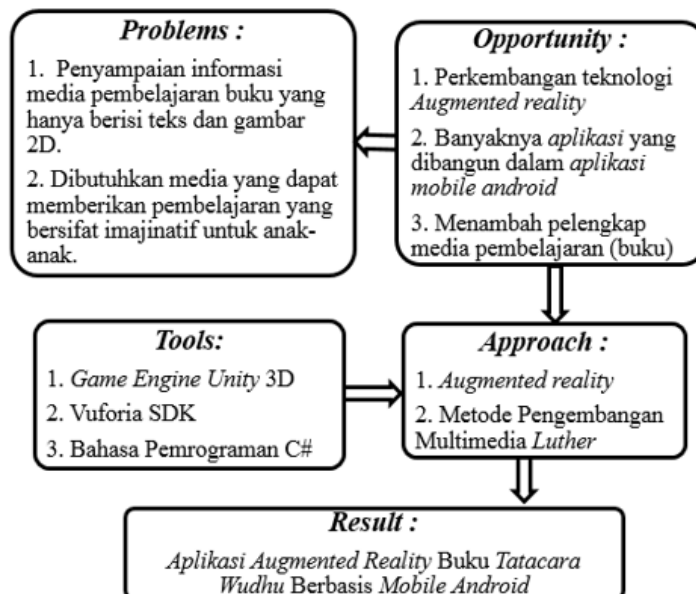 Problems :
1. Penyampaian informasi
media pembelajaran buku yang
hanya berisi teks dan gambar
2D.
2. Dibutuhkan media yang dapat
memberikan pembelajaran yang
bersifat imajinatif untuk anak-
anak.
Opportunity :
1. Perkembangan teknologi
Augmented reality
2. Banyaknya aplikasi yang
dibangun dalam aplikasi
mobile android
3. Menambah pelengkap
media pembelajaran (buku)
Tools:
1. Game Engine Unity 3D
2. Vuforia SDK
3. Bahasa Pemrograman C#
Approach :
1. Augmented reality
2. Metode Pengembangan
Multimedia Luther
Result :
Aplikasi Augmented Reality Buku Tatacara
Wudhu Berbasis Mobile Android